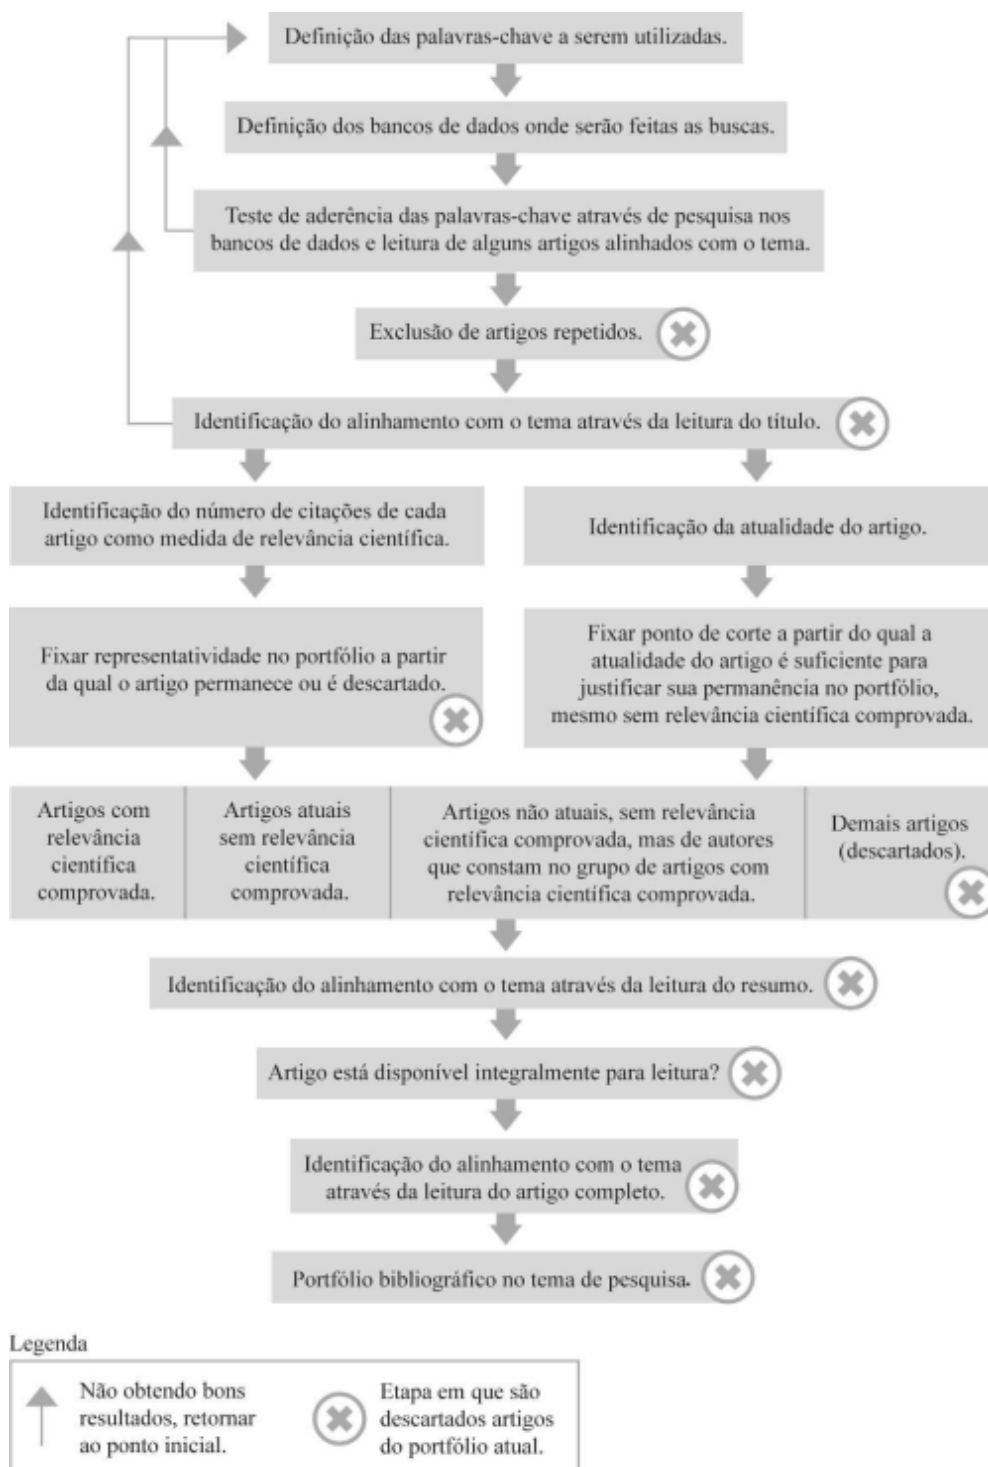 Definição das palavras-chave a serem utilizadas.
Definição dos bancos de dados onde serão feitas as buscas.
Teste de aderência das palavras-chave através de pesquisa nos
bancos de dados e leitura de alguns artigos alinhados com o tema.
Exclusão de artigos repetidos.
Identificação do alinhamento com o tema através da leitura do título.
Identificação do número de citações de cada
artigo como medida de relevância científica.
Identificação da atualidade do artigo.
Fixar representatividade no portfólio a partir
da qual o artigo permanece ou é descartado.
Fixar ponto de corte a partir do qual a
atualidade do artigo é suficiente para
justificar sua permanência no portfólio,
mesmo sem relevância científica comprovada.
Artigos com
relevância
científica
comprovada.
Artigos atuais
sem relevância
científica
comprovada.
Artigos não atuais, sem relevância
científica comprovada, mas de autores
que constam no grupo de artigos com
relevância científica comprovada.
Demais artigos
(descartados).
Identificação do alinhamento com o tema através da leitura do resumo.
Artigo está disponível integralmente para leitura?
Identificação do alinhamento com o tema
através da leitura do artigo completo.
Portfólio bibliográfico no tema de pesquisa.
Legenda
Não obtendo bons
resultados, retornar
ao ponto inicial.
Etapa em que são
descartados artigos
do portfólio atual.